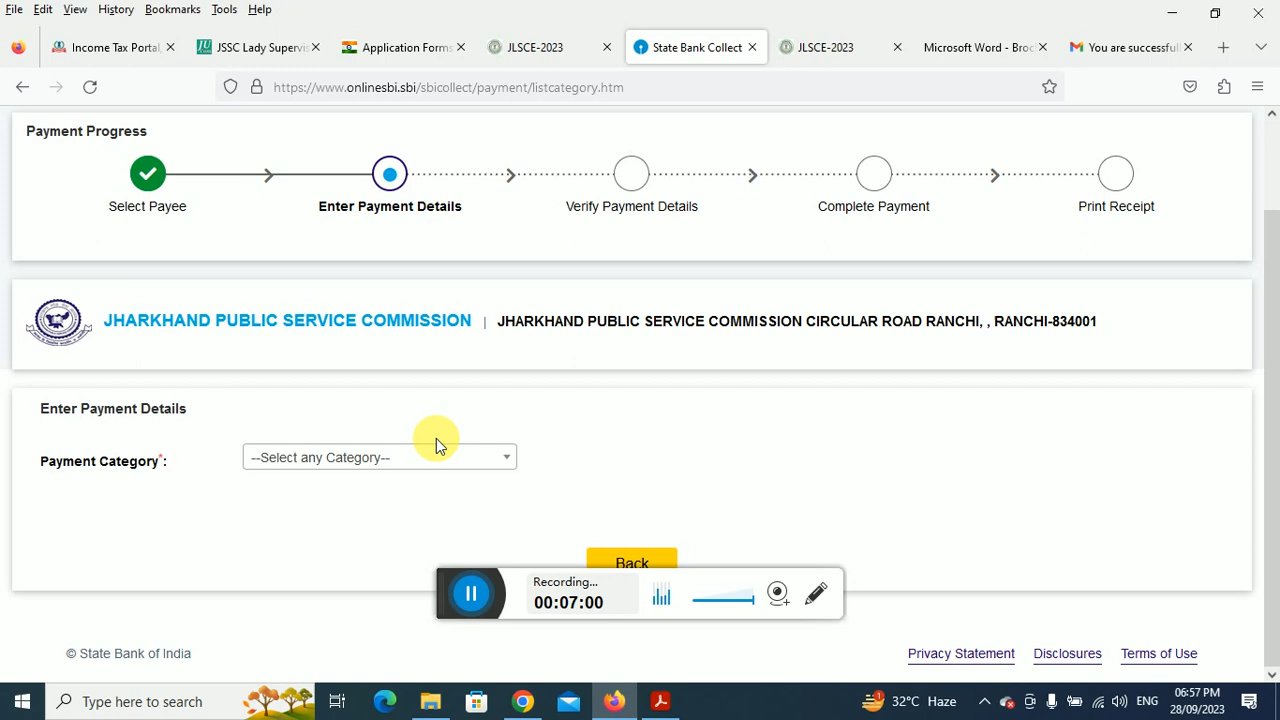 File Edit View History Bookmarks Tools Help
Income Tax Portal,
JSSC Lady Supervis
Application Forms
JLSCE-2023
State Bank Collect
JLSCE-2023
Microsoft Word - Broc
You are successfull
https://www.onlinesbi.sbi/sbicollect/payment/listcategory.htm
Payment Progress
Select Payee
Enter Payment Details
Verify Payment Details
Complete Payment
Print Receipt
JHARKHAND PUBLIC SERVICE COMMISSION | JHARKHAND PUBLIC SERVICE COMMISSION CIRCULAR ROAD RANCHI, , RANCHI-834001
Enter Payment Details
Payment Category*: --Select any Category--
Back
Recording...
00:07:00
© State Bank of India
Privacy Statement Disclosures Terms of Use
Type here to search
1
32°C Haze
ENG
06:57 PM
28/09/2023